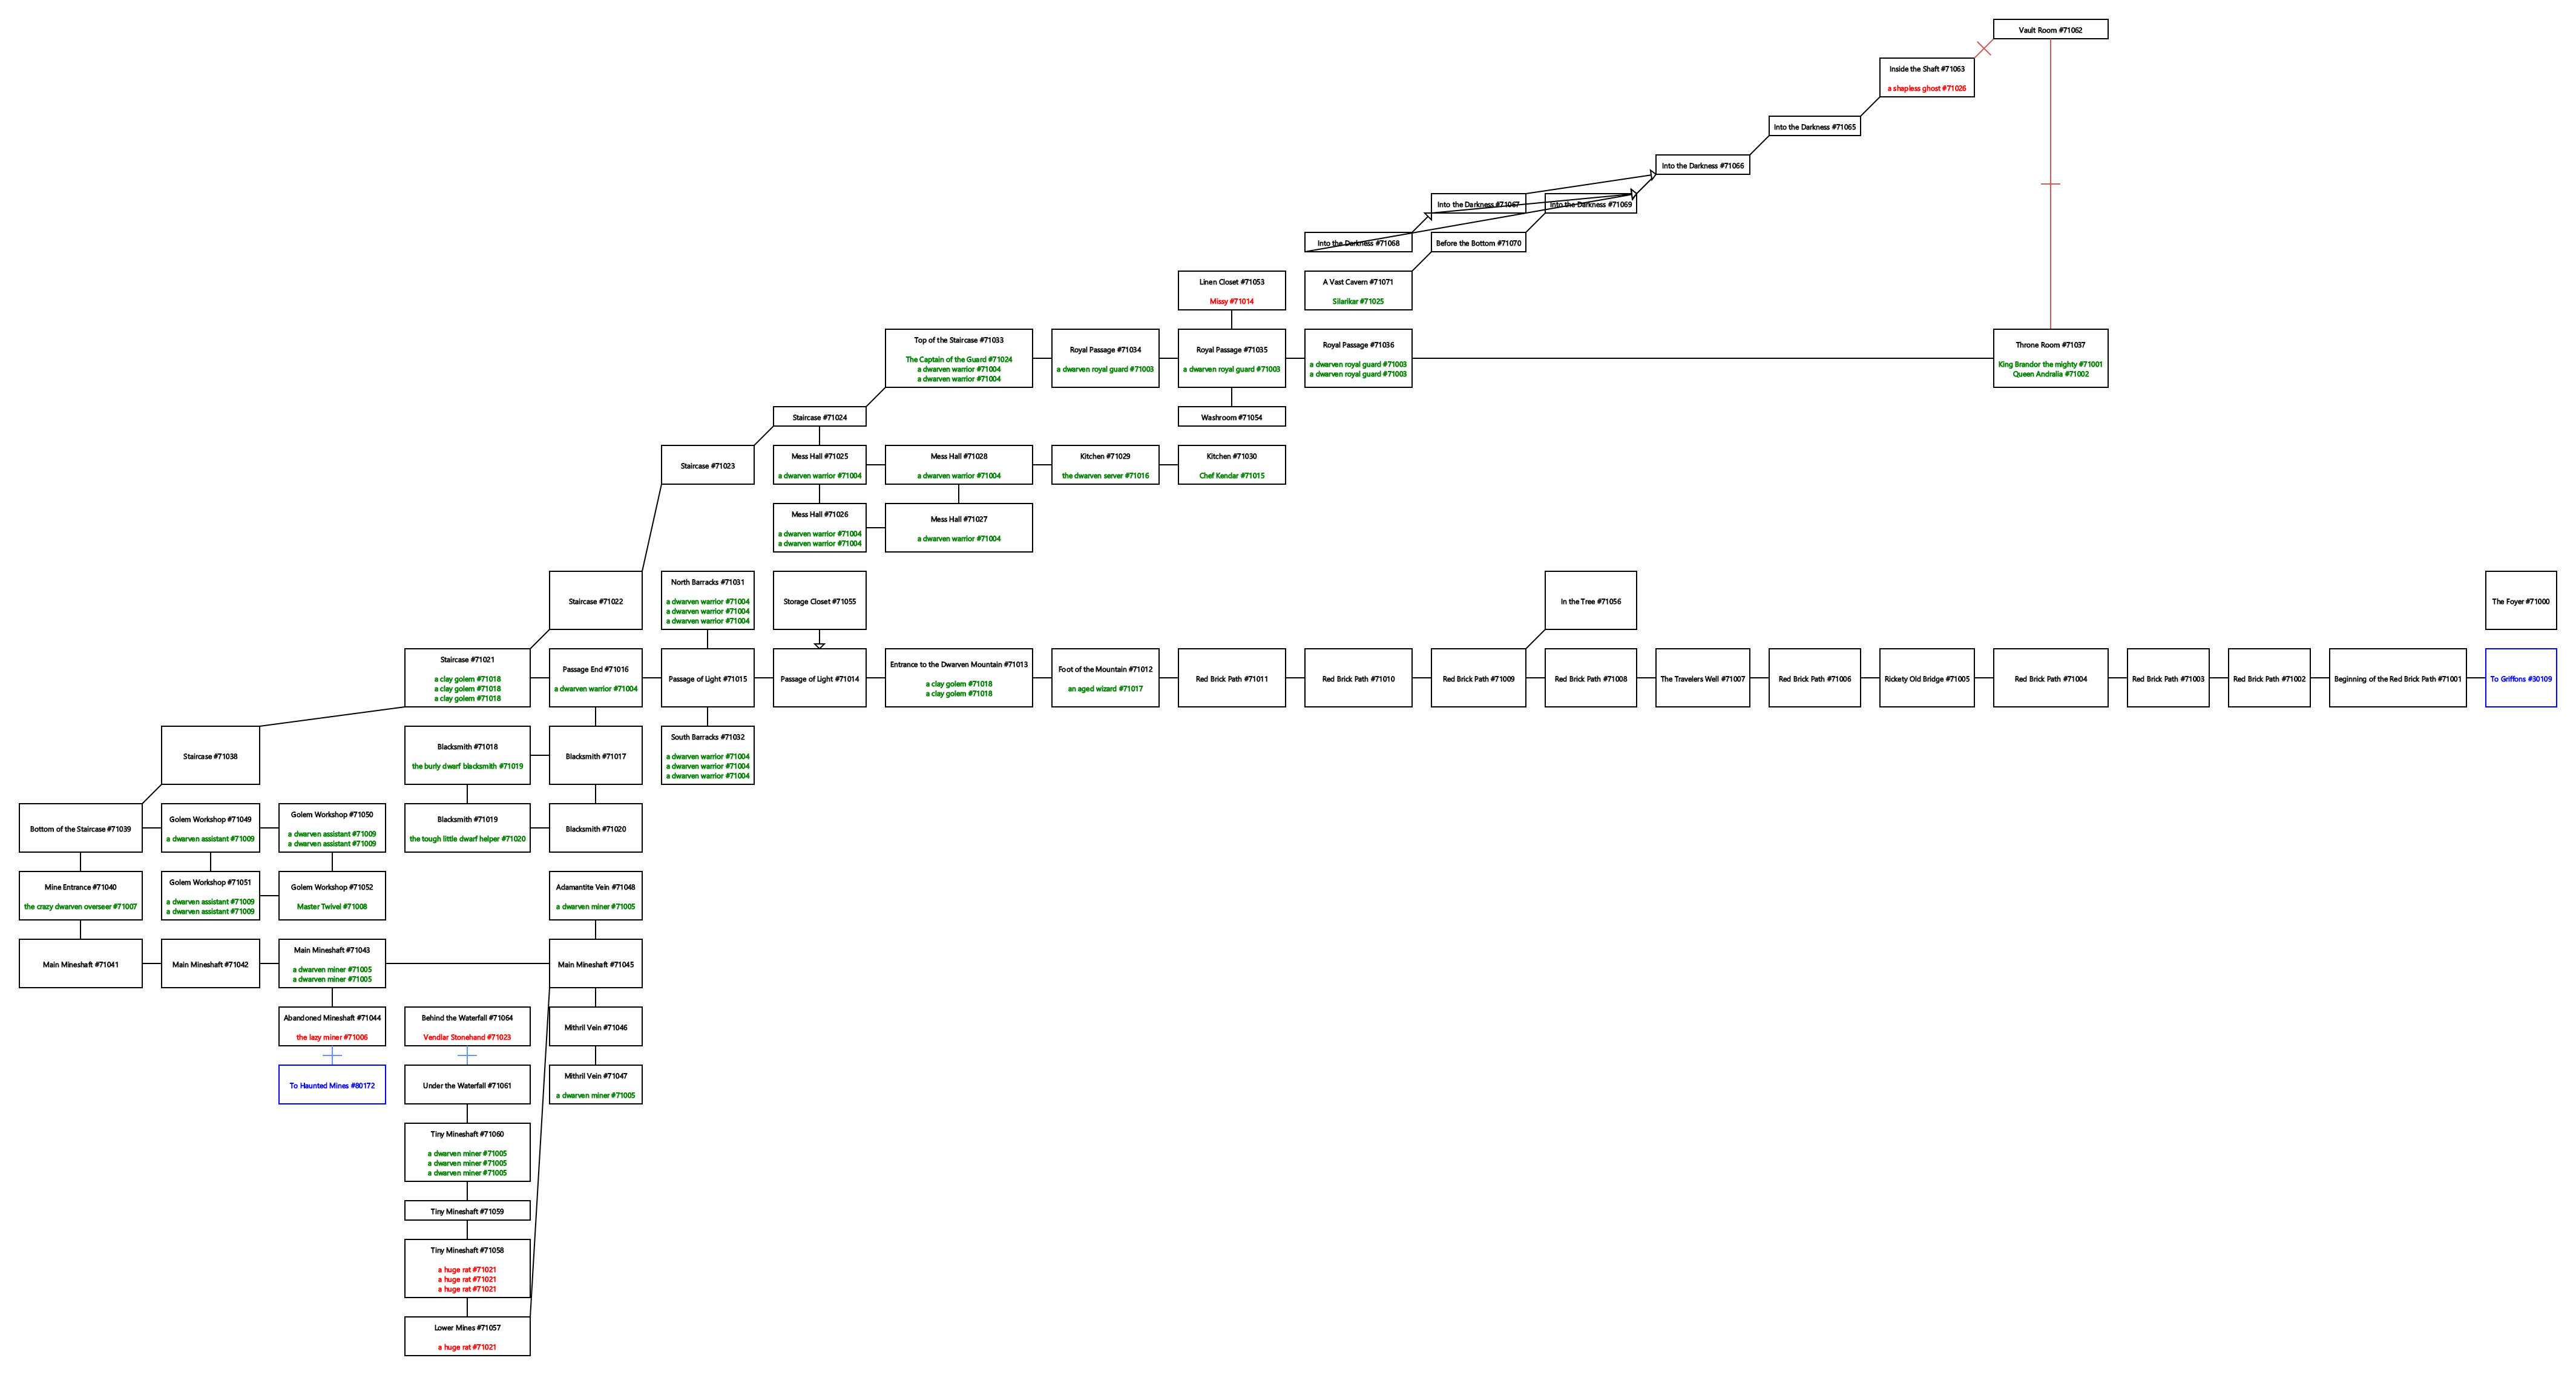 Vault Room #71062
Inside the Shaft #71063
a shapless ghost #71026
Into the Darkness #71065
Into the Darkness #71066
Into the Darkness #71067
Into the Darkness #71069
Into the Darkness #71068
Before the Bottom #71070
Linen Closet #71053
Missy #71014
A Vast Cavern #71071
Silarikar #71025
Top of the Staircase #71033
The Captain of the Guard #71024
a dwarven warrior #71004
a dwarven warrior #71004
Royal Passage #71034
a dwarven royal guard #71003
Royal Passage #71035
a dwarven royal guard #71003
Royal Passage #71036
a dwarven royal guard #71003
a dwarven royal guard #71003
Throne Room #71037
King Brandor the mighty #71001
Queen Andralia #71002
Staircase #71024
Washroom #71054
Staircase #71023
Mess Hall #71025
a dwarven warrior #71004
Mess Hall #71028
a dwarven warrior #71004
Kitchen #71029
the dwarven server #71016
Kitchen #71030
Chef Kendar #71015
Mess Hall #71026
a dwarven warrior #71004
a dwarven warrior #71004
Mess Hall #71027
a dwarven warrior #71004
Staircase #71022
North Barracks #71031
a dwarven warrior #71004
a dwarven warrior #71004
a dwarven warrior #71004
Storage Closet #71055
In the Tree #71056
The Foyer #71000
Staircase #71021
a clay golem #71018
a clay golem #71018
a clay golem #71018
Passage End #71016
a dwarven warrior #71004
Passage of Light #71015
Passage of Light #71014
Entrance to the Dwarven Mountain #71013
a clay golem #71018
a clay golem #71018
Foot of the Mountain #71012
an aged wizard #71017
Red Brick Path #71011
Red Brick Path #71010
Red Brick Path #71009
Red Brick Path #71008
The Travelers Well #71007
Red Brick Path #71006
Rickety Old Bridge #71005
Red Brick Path #71004
Red Brick Path #71003
Red Brick Path #71002
Beginning of the Red Brick Path #71001
To Griffons #30109
Staircase #71038
Blacksmith #71018
the burly dwarf blacksmith #71019
Blacksmith #71017
South Barracks #71032
a dwarven warrior #71004
a dwarven warrior #71004
a dwarven warrior #71004
Bottom of the Staircase #71039
Golem Workshop #71049
a dwarven assistant #71009
Golem Workshop #71050
a dwarven assistant #71009
a dwarven assistant #71009
Blacksmith #71019
the tough little dwarf helper #71020
Blacksmith #71020
Mine Entrance #71040
the crazy dwarven overseer #71007
Golem Workshop #71051
a dwarven assistant #71009
a dwarven assistant #71009
Golem Workshop #71052
Master Twivel #71008
Adamantite Vein #71048
a dwarven miner #71005
Main Mineshaft #71041
Main Mineshaft #71042
Main Mineshaft #71043
a dwarven miner #71005
a dwarven miner #71005
Main Mineshaft #71045
Abandoned Mineshaft #71044
the lazy miner #71006
Behind the Waterfall #71064
Vendlar Stonehand #71023
Mithril Vein #71046
To Haunted Mines #80172
Under the Waterfall #71061
Mithril Vein #71047
a dwarven miner #71005
Tiny Mineshaft #71060
a dwarven miner #71005
a dwarven miner #71005
a dwarven miner #71005
Tiny Mineshaft #71059
Tiny Mineshaft #71058
a huge rat #71021
a huge rat #71021
a huge rat #71021
Lower Mines #71057
a huge rat #71021